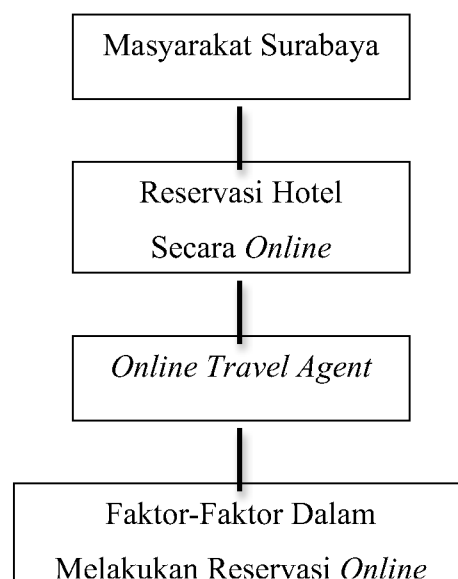 Masyarakat Surabaya
Reservasi Hotel
Secara Online
Online Travel Agent
Faktor-Faktor Dalam
Melakukan Reservasi Online